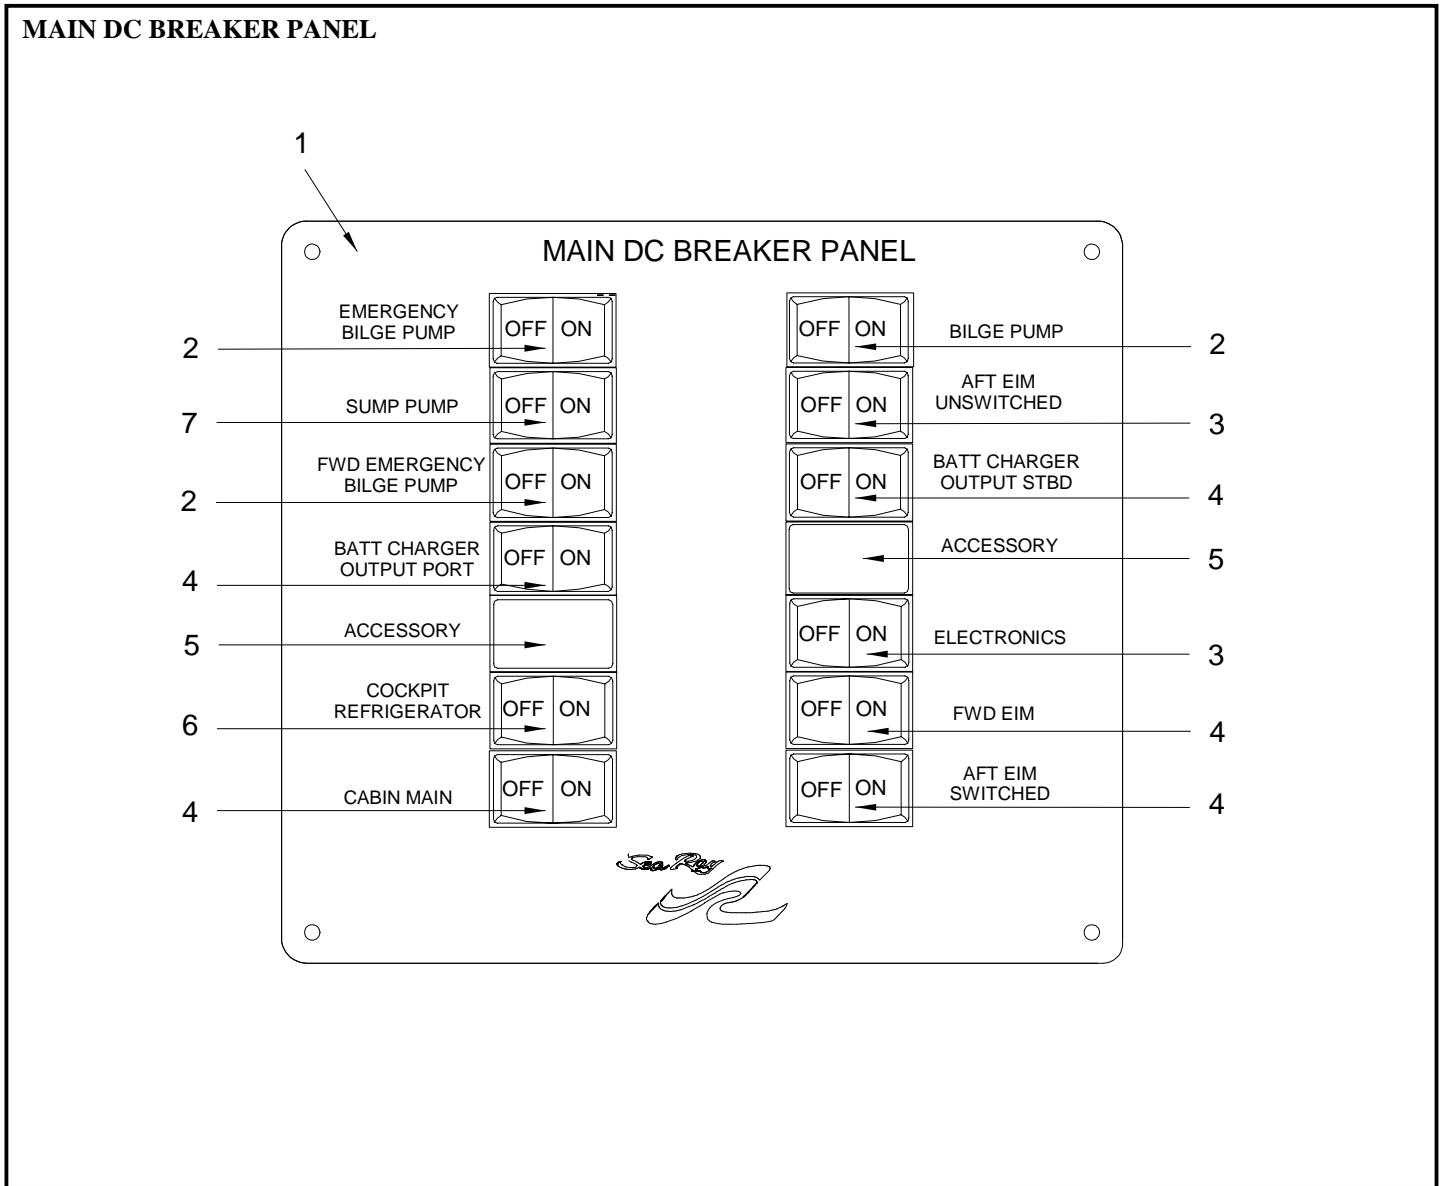 MAIN DC BREAKER PANEL
1
MAIN DC BREAKER PANEL
EMERGENCY
BILGE PUMP
OFF ON
2
SUMP PUMP
OFF ON
7
FWD EMERGENCY
BILGE PUMP
OFF ON
2
BATT CHARGER
OUTPUT PORT
OFF ON
4
ACCESSORY
5
COCKPIT
REFRIGERATOR
OFF ON
6
CABIN MAIN
OFF ON
4
OFF ON
BILGE PUMP
2
OFF ON
AFT EIM
UNSWITCHED
3
OFF ON
BATT CHARGER
OUTPUT STBD
4
ACCESSORY
5
OFF ON
ELECTRONICS
3
OFF ON
FWD EIM
4
OFF ON
AFT EIM
SWITCHED
4
Sea Ray